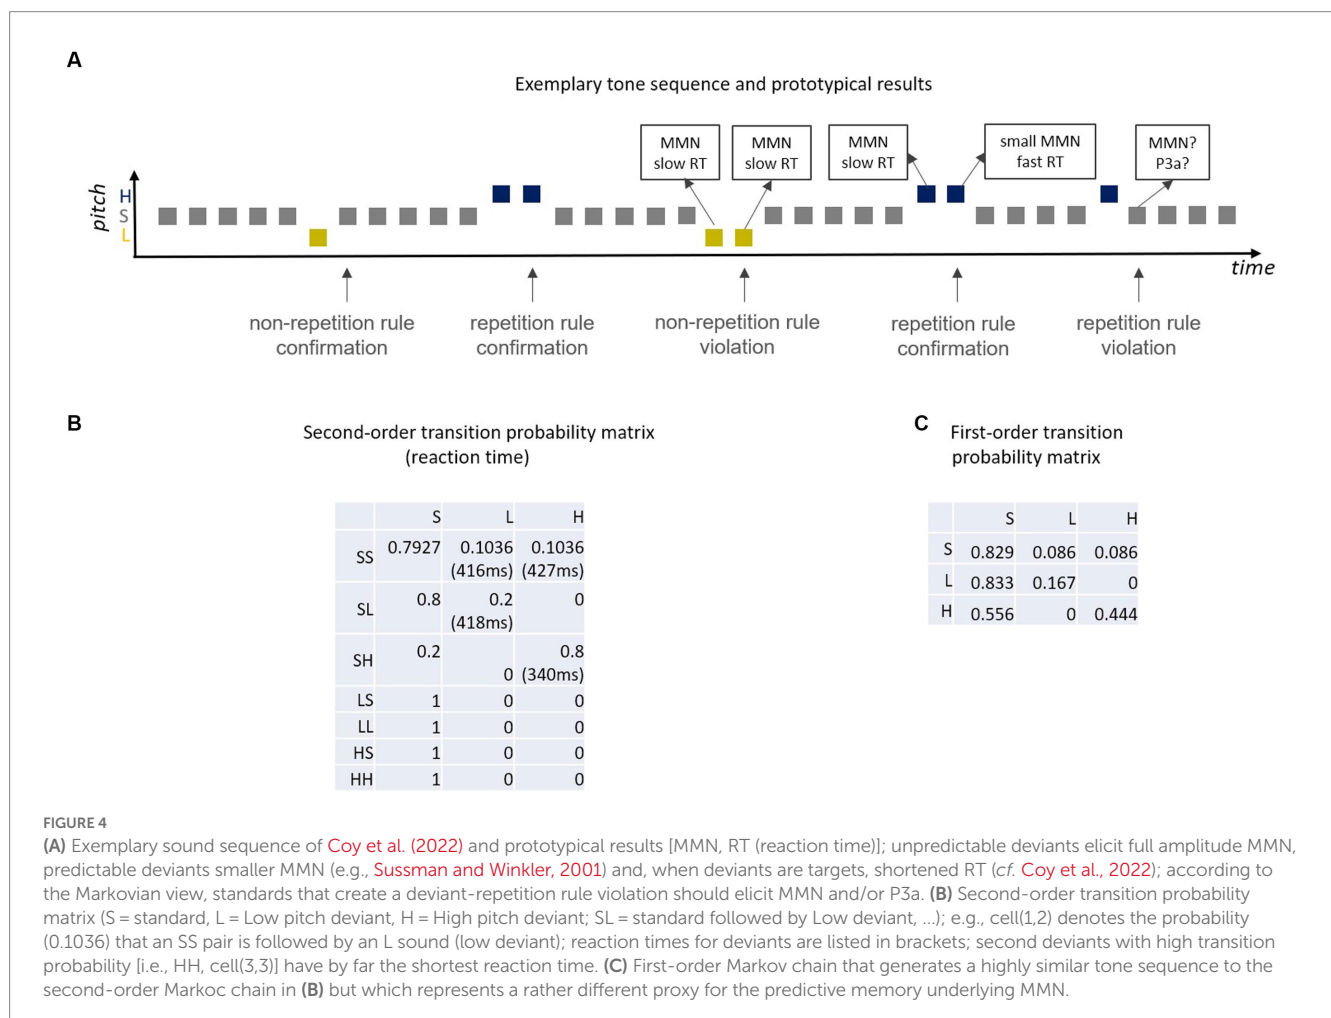 A
Exemplary tone sequence and prototypical results
MMN
slow RT
MMN
slow RT
MMN
slow RT
small MMN
fast RT
MMN?
P3a?
pitch
H
S
L
time
non-repetition rule
confirmation
repetition rule
confirmation
non-repetition rule
violation
repetition rule
confirmation
repetition rule
violation
B
Second-order transition probability matrix
(reaction time)
S L H
SS 0.7927 0.1036 0.1036
(416ms) (427ms)
SL 0.8 0.2 0
(418ms)
SH 0.2 0 0.8
(340ms)
LS 1 0 0
LL 1 0 0
HS 1 0 0
HH 1 0 0
C
First-order transition
probability matrix
S L H
S 0.829 0.086 0.086
L 0.833 0.167 0
H 0.556 0 0.444
FIGURE 4
(A) Exemplary sound sequence of Coy et al. (2022) and prototypical results [MMN, RT (reaction time)]; unpredictable deviants elicit full amplitude MMN,
predictable deviants smaller MMN (e.g., Sussman and Winkler, 2001) and, when deviants are targets, shortened RT (cf. Coy et al., 2022); according to
the Markovian view, standards that create a deviant-repetition rule violation should elicit MMN and/or P3a. (B) Second-order transition probability
matrix (S = standard, L = Low pitch deviant, H = High pitch deviant; SL = standard followed by Low deviant, ...); e.g., cell(1,2) denotes the probability
(0.1036) that an SS pair is followed by an L sound (low deviant); reaction times for deviants are listed in brackets; second deviants with high transition
probability [i.e., HH, cell(3,3)] have by far the shortest reaction time. (C) First-order Markov chain that generates a highly similar tone sequence to the
second-order Markoc chain in (B) but which represents a rather different proxy for the predictive memory underlying MMN.